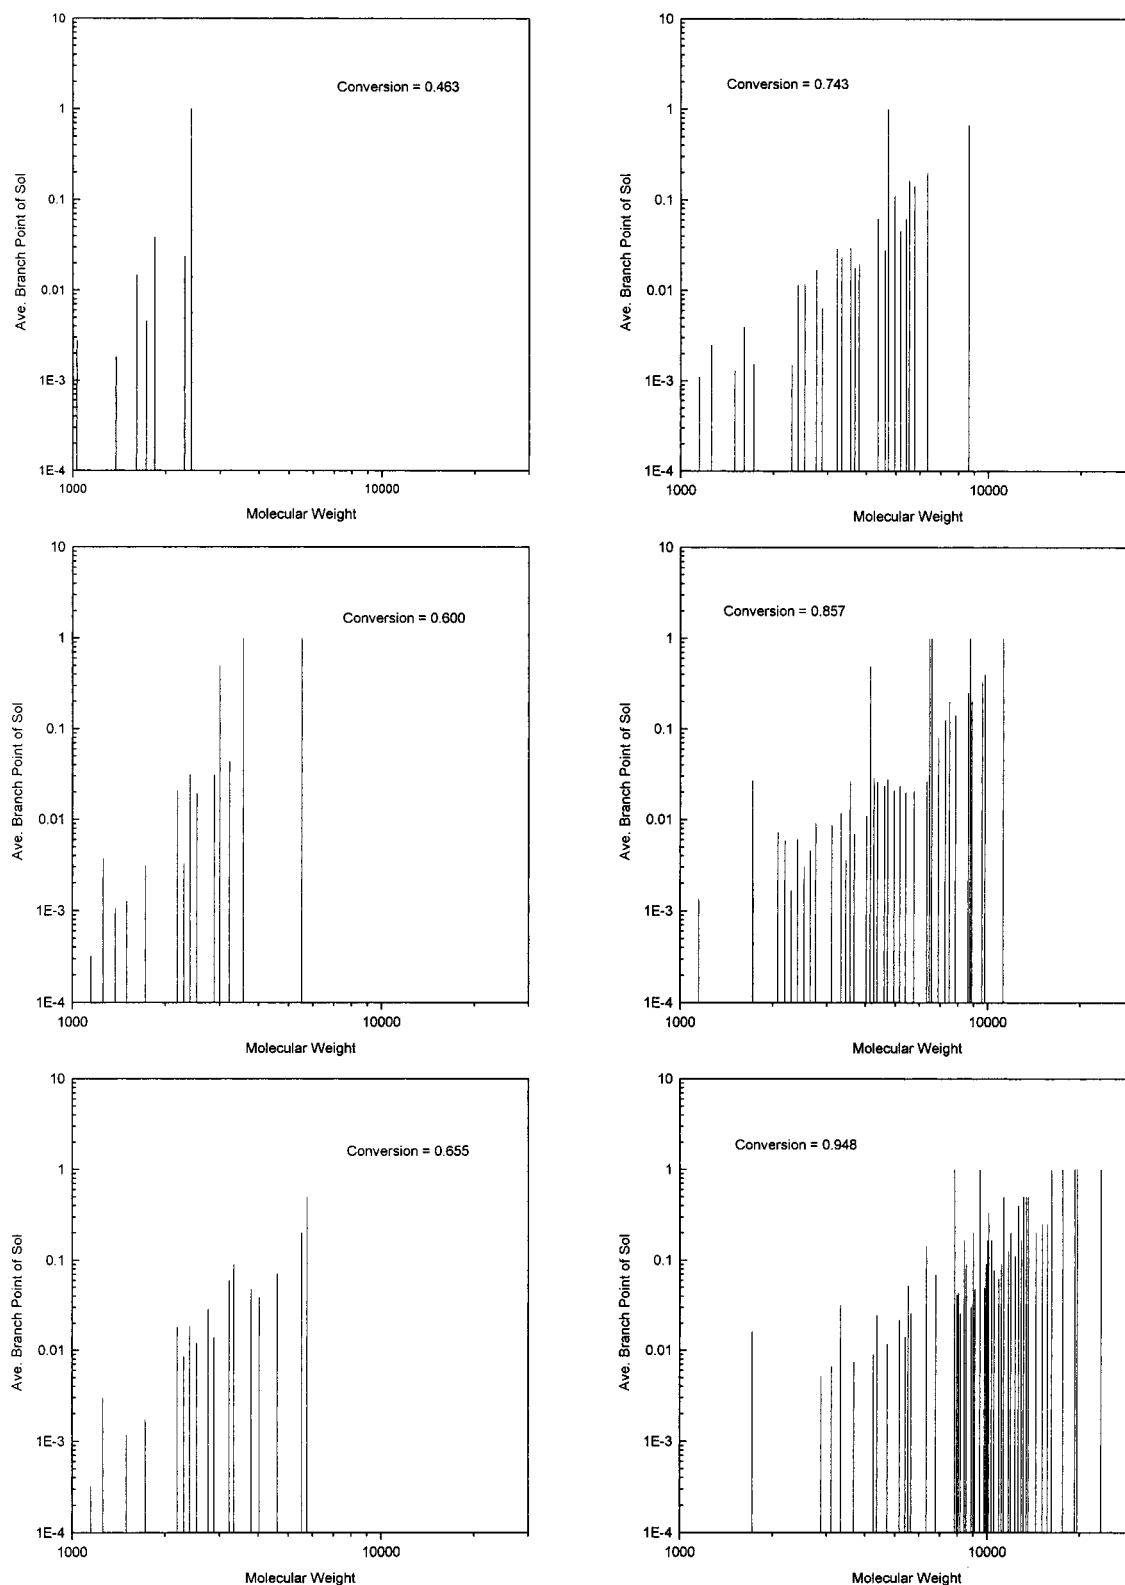 10
1
0.1
0.01
1E-3
1E-4
Ave. Branch Point of Sol
Conversion = 0.463
1000
10000
Molecular Weight
10
1
0.1
0.01
1E-3
1E-4
Ave. Branch Point of Sol
Conversion = 0.743
1000
10000
Molecular Weight
10
1
0.1
0.01
1E-3
1E-4
Ave. Branch Point of Sol
Conversion = 0.600
1000
10000
Molecular Weight
10
1
0.1
0.01
1E-3
1E-4
Ave. Branch Point of Sol
Conversion = 0.857
1000
10000
Molecular Weight
10
1
0.1
0.01
1E-3
1E-4
Ave. Branch Point of Sol
Conversion = 0.655
1000
10000
Molecular Weight
10
1
0.1
0.01
1E-3
1E-4
Ave. Branch Point of Sol
Conversion = 0.948
1000
10000
Molecular Weight